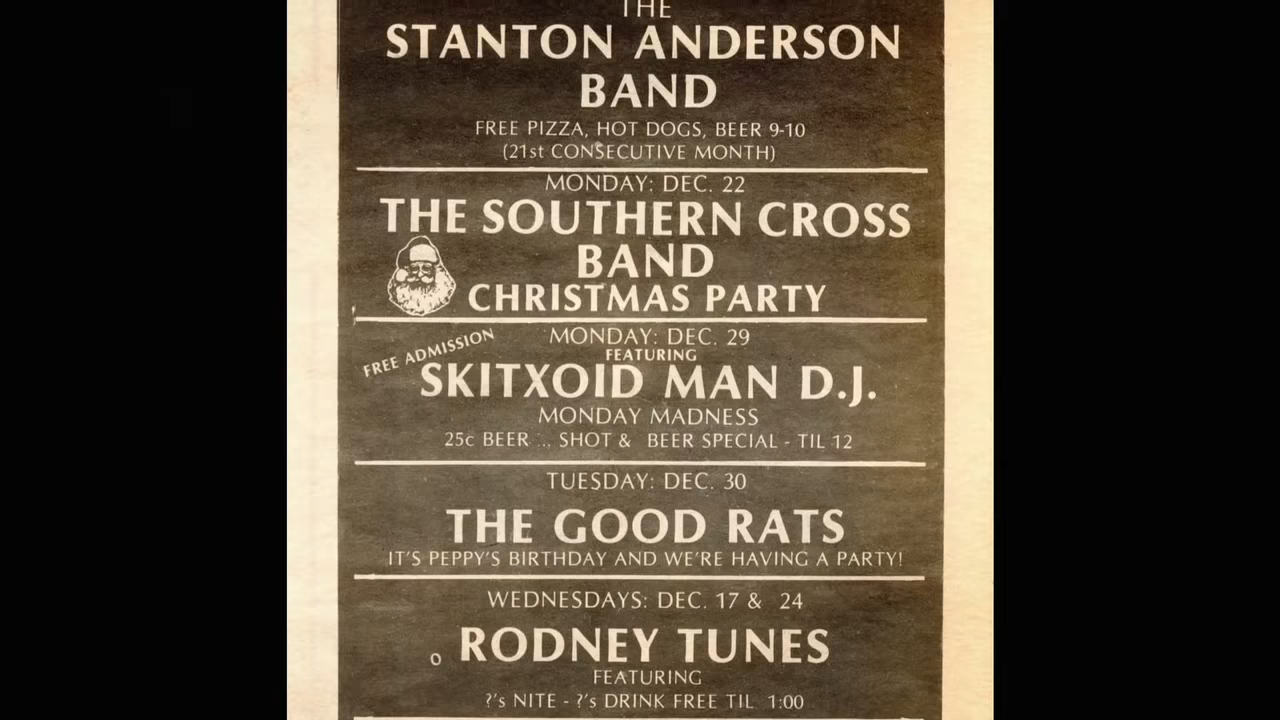 THE
STANTON ANDERSON
BAND
FREE PIZZA, HOT DOGS, BEER 9-10
(21st CONSECUTIVE MONTH)
MONDAY: DEC. 22
THE SOUTHERN CROSS
BAND
CHRISTMAS PARTY
MONDAY: DEC. 29
FREE ADMISSION
FEATURING
SKITXOID MAN D.J.
MONDAY MADNESS
25c BEER ... SHOT & BEER SPECIAL - TIL 12
TUESDAY: DEC. 30
THE GOOD RATS
IT'S PEPPY'S BIRTHDAY AND WE'RE HAVING A PARTY!
WEDNESDAYS: DEC. 17 & 24
o RODNEY TUNES
FEATURING
?'s NITE - ?'s DRINK FREE TIL 1:00